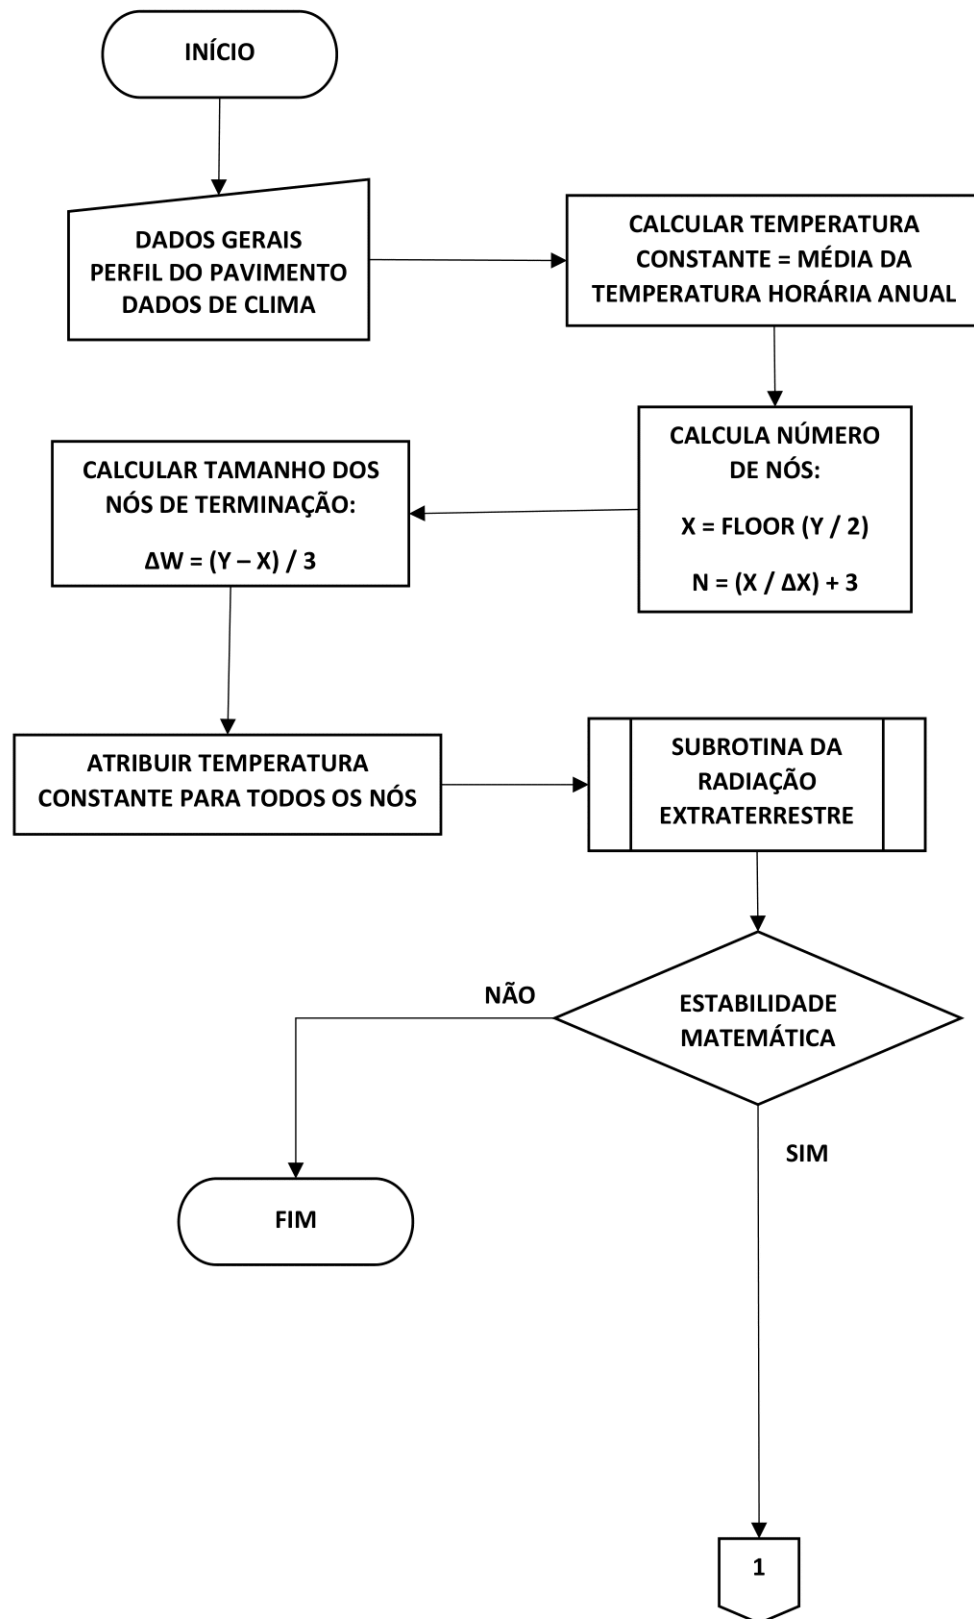 INÍCIO
DADOS GERAIS
PERFIL DO PAVIMENTO
DADOS DE CLIMA
CALCULAR TEMPERATURA
CONSTANTE = MÉDIA DA
TEMPERATURA HORÁRIA ANUAL
CALCULA NÚMERO
DE NÓS:
X = FLOOR (Y / 2)
N = (X / ΔX) + 3
CALCULAR TAMANHO DOS
NÓS DE TERMINAÇÃO:
ΔW = (Y – X) / 3
ATRIBUIR TEMPERATURA
CONSTANTE PARA TODOS OS NÓS
SUBROTINA DA
RADIAÇÃO
EXTRATERRESTRE
ESTABILIDADE
MATEMÁTICA
NÃO
FIM
SIM
1